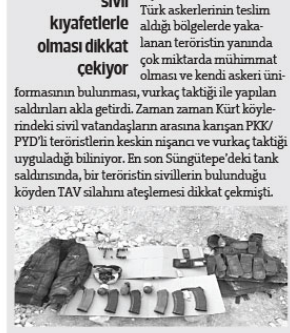 sivil
kıyafetlerle
olması dikkat
çekiyor
Türk askerlerinin teslim
aldığı bölgelerde yaka-
lanan teröristin yanında
çok miktarda mühimmat
olması ve kendi askeri üni-
formasının bulunması, vurkaç taktiği ile yapılan
saldırıları akla getirdi. Zaman zaman Kürt köyle-
rindeki sivil vatandaşların arasına karışan PKK/
PYD'li teröristlerin keskin nişancı ve vurkaç taktiği
uyguladığı biliniyor. En son Süngütepe'deki tank
saldırısında, bir teröristin sivillerin bulunduğu
köyden TAV silahını ateşlemesi dikkat çekmişti.
T.C